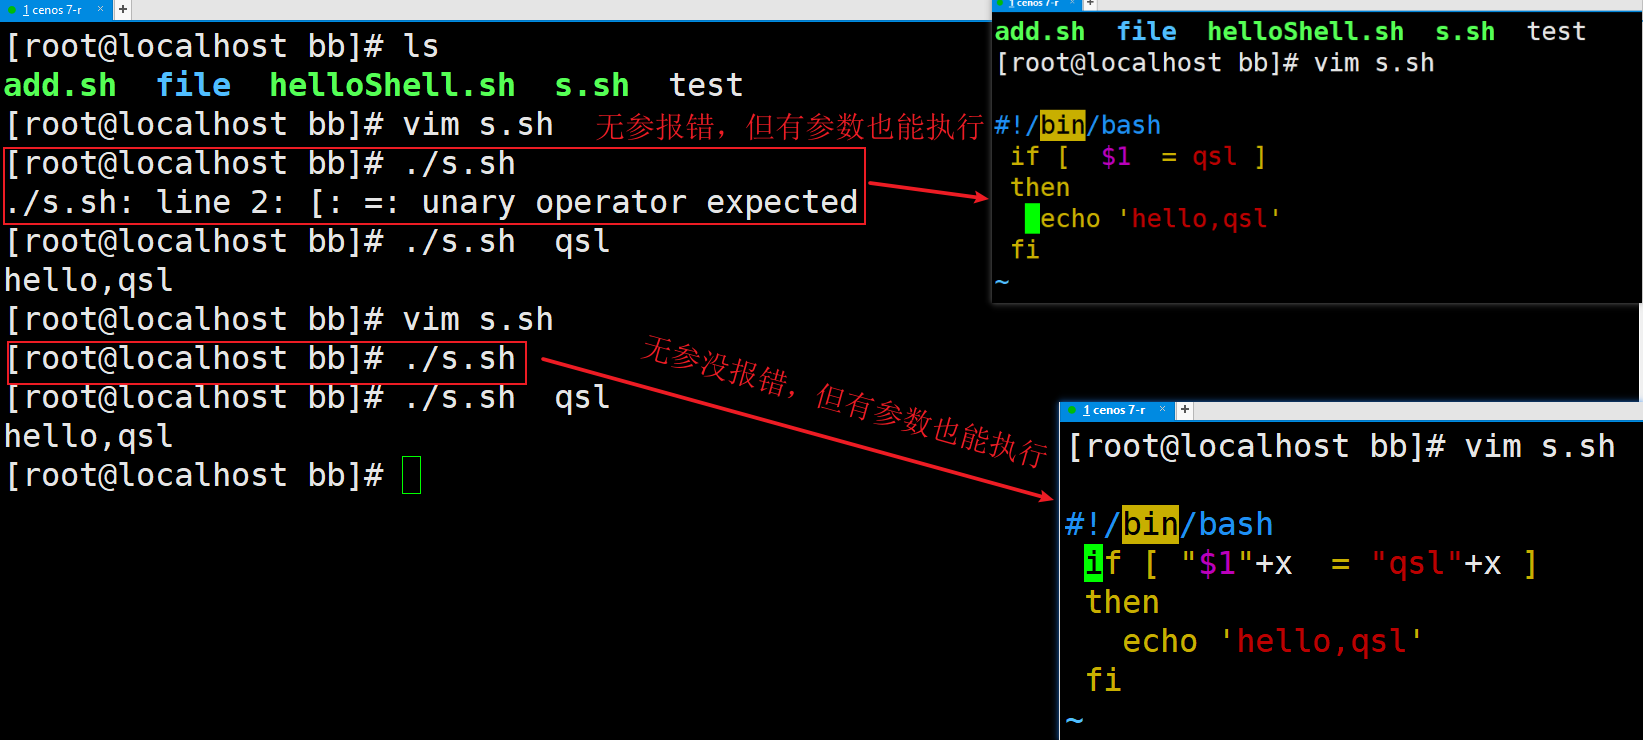 1 cenos 7-r × +
[root@localhost bb]# ls
add.sh  file  helloShell.sh  s.sh  test
[root@localhost bb]# vim s.sh
无参报错，但有参数也能执行
[root@localhost bb]# ./s.sh
./s.sh: line 2: [: =: unary operator expected
[root@localhost bb]# ./s.sh  qsl
hello,qsl
[root@localhost bb]# vim s.sh
[root@localhost bb]# ./s.sh
无参没报错，但有参数也能执行
[root@localhost bb]# ./s.sh  qsl
hello,qsl
[root@localhost bb]#
1 cenos 7-r × +
add.sh  file  helloShell.sh  s.sh  test
[root@localhost bb]# vim s.sh
#!/bin/bash
if [  $1  = qsl ]
then
echo 'hello,qsl'
fi
~
1 cenos 7-r × +
[root@localhost bb]# vim s.sh
#!/bin/bash
if [ "$1"+x  = "qsl"+x ]
then
echo 'hello,qsl'
fi
~